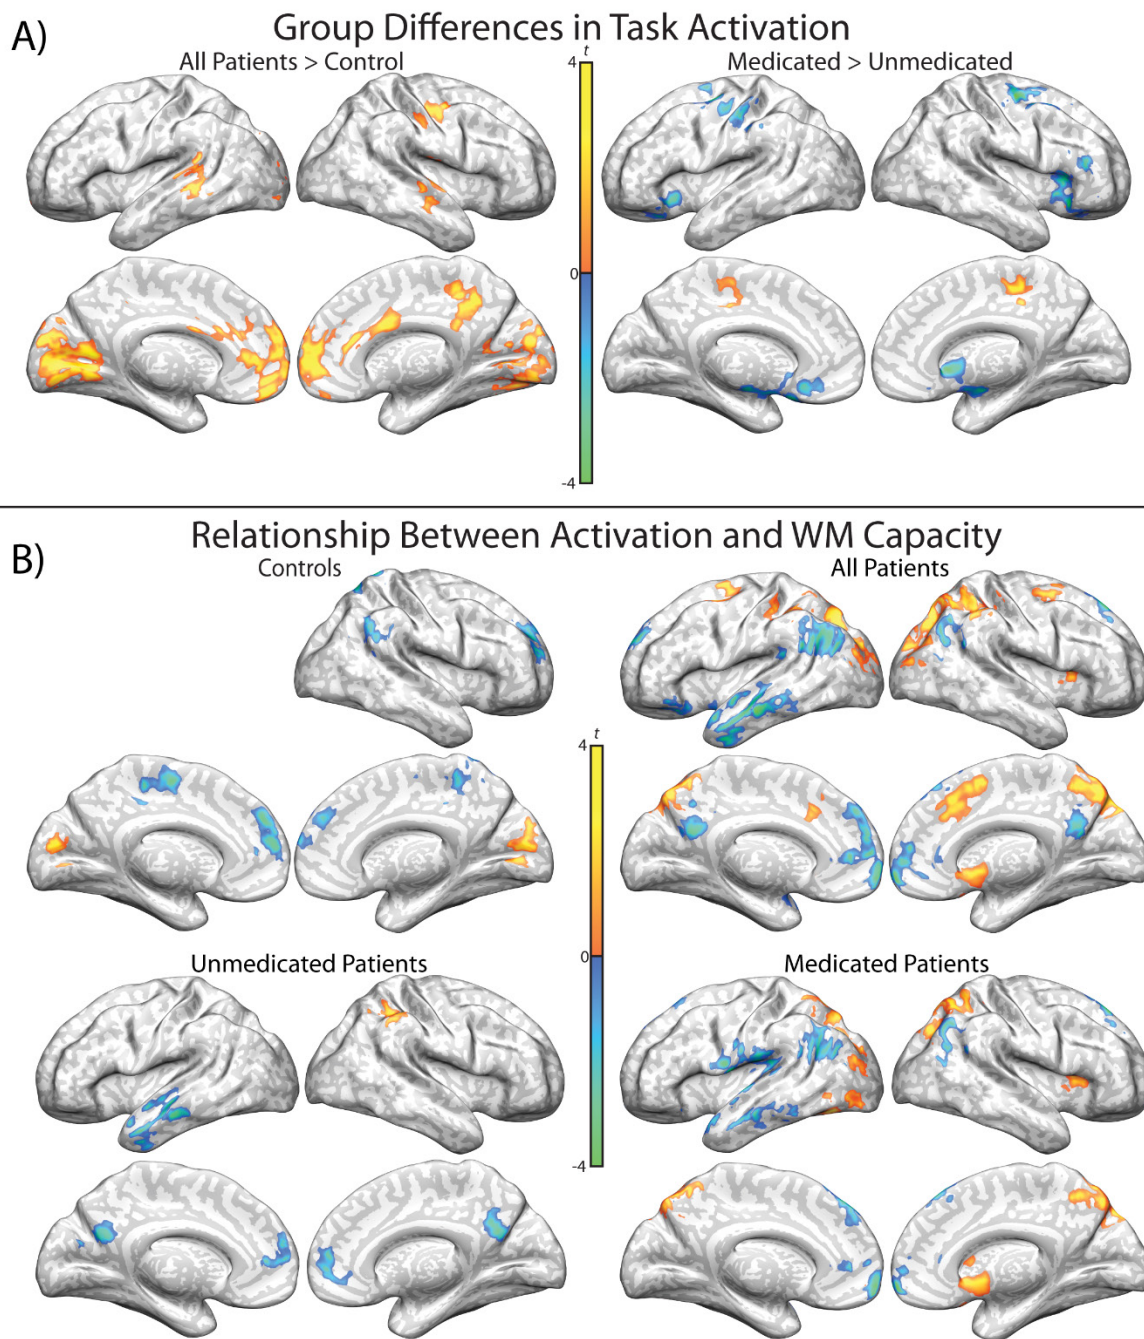 A)
Group Differences in Task Activation
All Patients > Control
t
Medicated > Unmedicated
4
0
-4
B)
Relationship Between Activation and WM Capacity
Controls
All Patients
t
4
0
-4
Unmedicated Patients
Medicated Patients